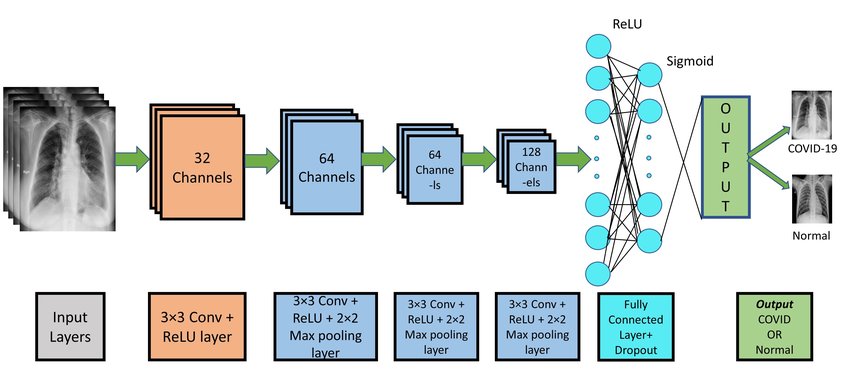 ReLU
Sigmoid
32
Channels
64
Channels
64
Channe
-ls
128
Chann
-els
O
U
T
P
U
T
COVID-19
Normal
Input
Layers
3×3 Conv +
ReLU layer
3×3 Conv +
ReLU + 2×2
Max pooling
layer
3×3 Conv +
ReLU + 2×2
Max pooling
layer
3×3 Conv +
ReLU + 2×2
Max pooling
layer
Fully
Connected
Layer+
Dropout
Output
COVID
OR
Normal